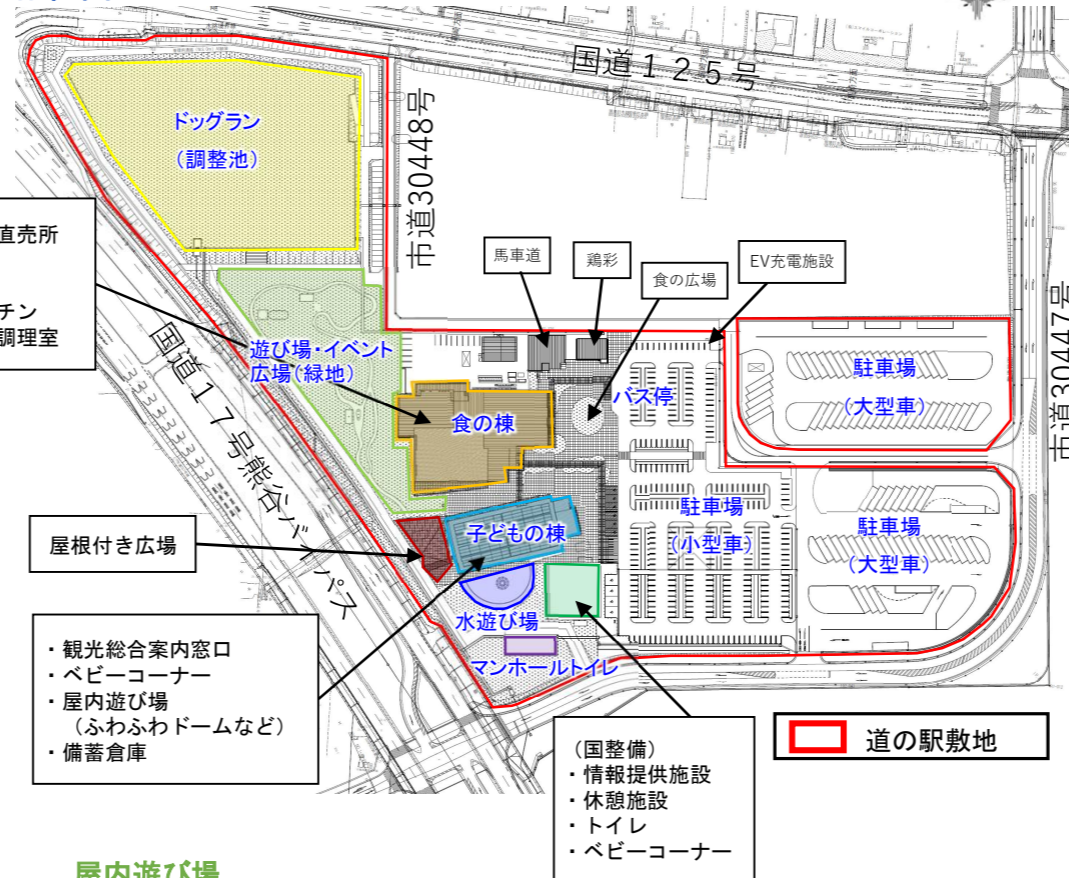 国道125号
ドッグラン
(調整池)
市道30448号
直売所
チン
調理室
馬車道
鶏彩
食の広場
EV充電施設
市道30447号
遊び場・イベント
広場(緑地)
バス停
駐車場
(大型車)
食の棟
国道17号熊谷バイパス
駐車場
(小型車)
駐車場
(大型車)
屋根付き広場
子どもの棟
水遊び場
マンホールトイレ
・観光総合案内窓口
・ベビーコーナー
・屋内遊び場
(ふわふわドームなど)
・備蓄倉庫
(国整備)
・情報提供施設
・休憩施設
・トイレ
・ベビーコーナー
道の駅敷地
屋内遊び場